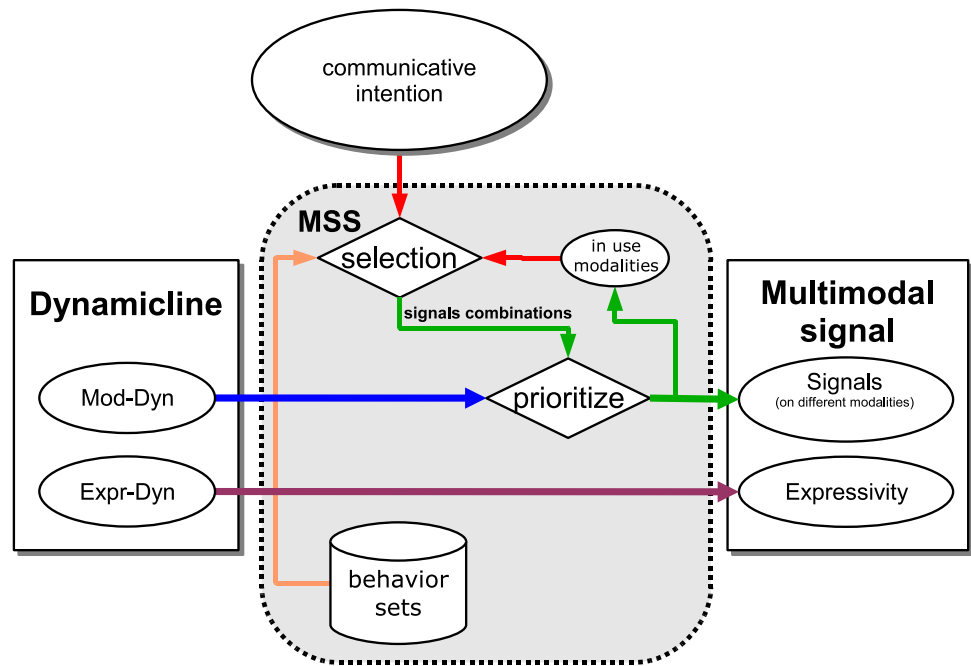 communicative
intention
MSS
selection
in use
modalities
signals combinations
prioritize
behavior
sets
Dynamicline
Mod-Dyn
Expr-Dyn
Multimodal
signal
Signals
(on different modalities)
Expressivity